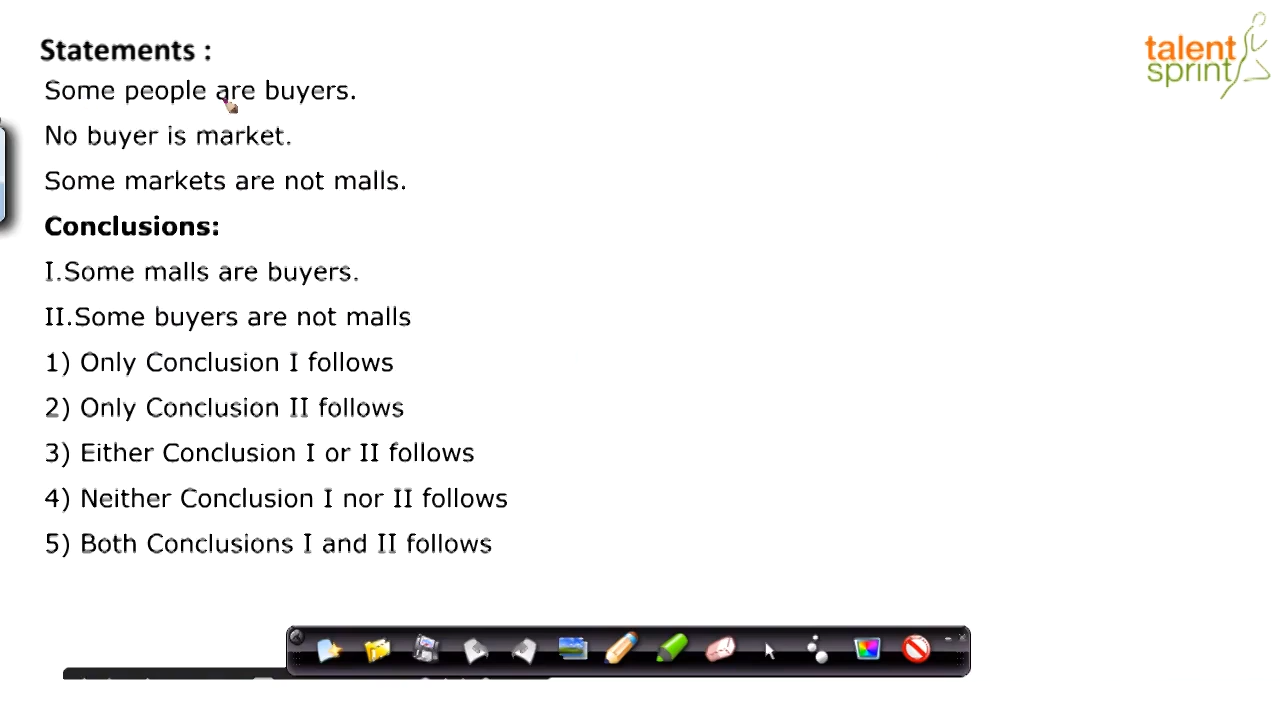 Statements :
talent
sprint
Some people are buyers.
No buyer is market.
Some markets are not malls.
Conclusions:
I.Some malls are buyers.
II.Some buyers are not malls
1) Only Conclusion I follows
2) Only Conclusion II follows
3) Either Conclusion I or II follows
4) Neither Conclusion I nor II follows
5) Both Conclusions I and II follows